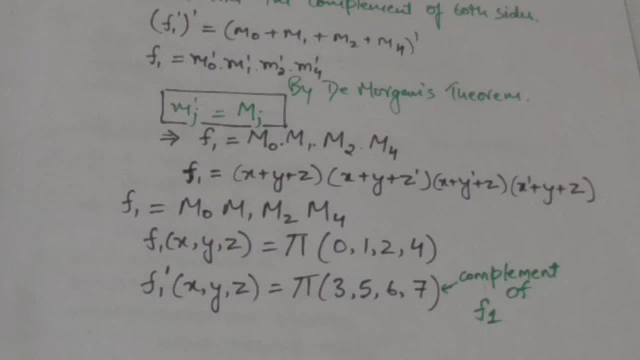 the complement of both sides.
(f₁')' = (m₀ + m₁ + m₂ + m₄)'
f₁ = m₀'. m₁'. m₂'. m₄'
By De Morgan's Theorem.
mⱼ' = Mⱼ
⇒ f₁ = M₀. M₁. M₂. M₄
f₁ = (x+y+z) (x+y+z') (x+y'+z) (x'+y+z)
f₁ = M₀ M₁ M₂ M₄
f₁(x,y,z) = π (0,1,2,4)
f₁'(x,y,z) = π(3,5,6,7) ← complement of f1